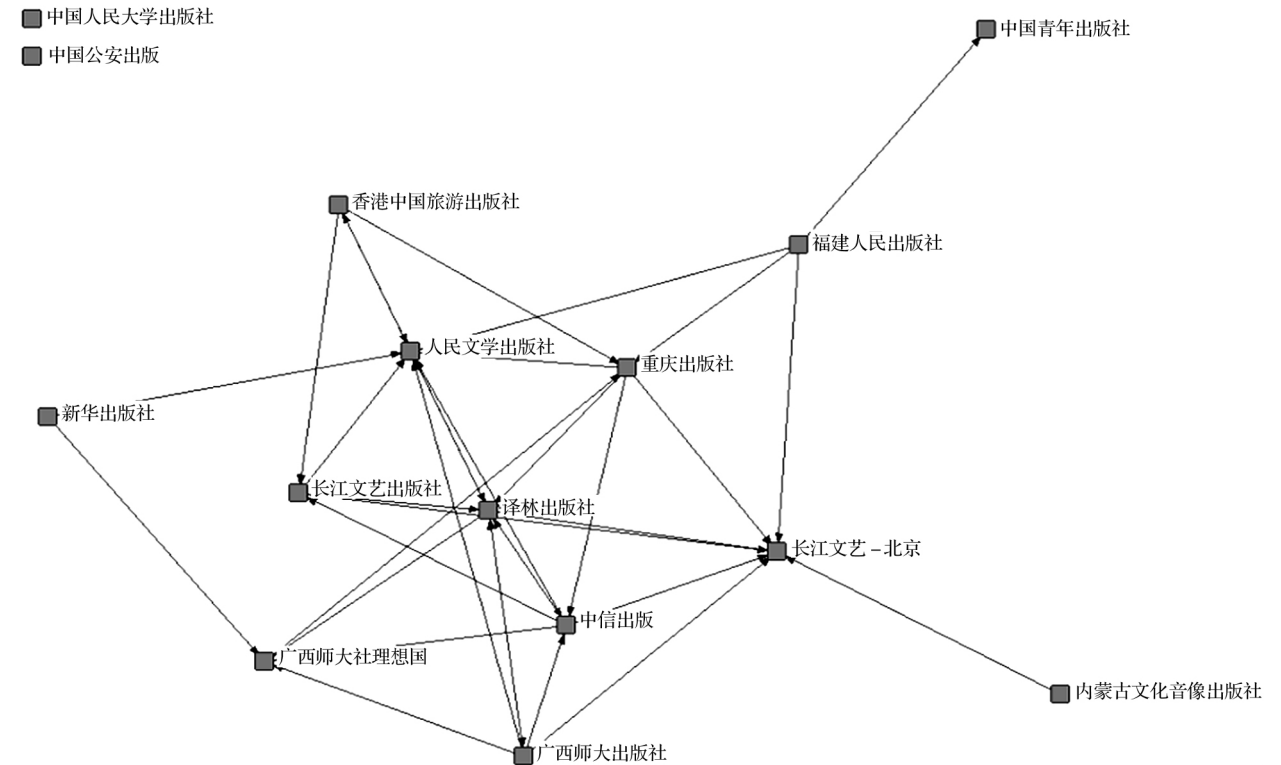 中国人民大学出版社
中国青年出版社
中国公安出版
香港中国旅游出版社
福建人民出版社
人民文学出版社
重庆出版社
新华出版社
长江文艺出版社
译林出版社
长江文艺-北京
中信出版
广西师大社理想国
内蒙古文化音像出版社
广西师大出版社